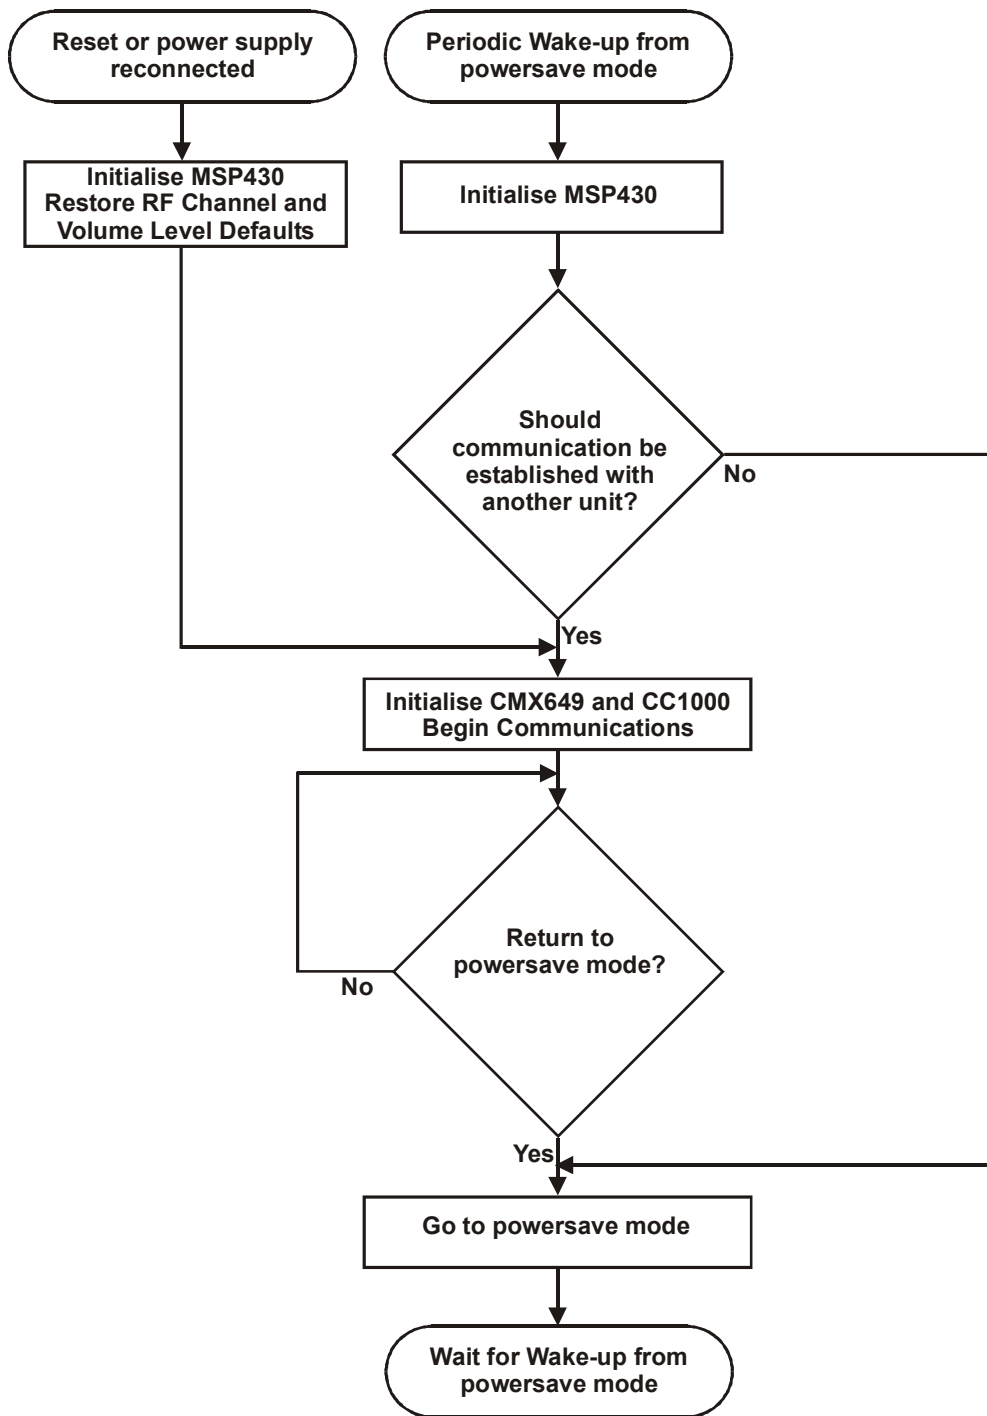 Reset or power supply
reconnected
Periodic Wake-up from
powersave mode
Initialise MSP430
Restore RF Channel and
Volume Level Defaults
Initialise MSP430
Should
communication be
established with
another unit?
No
Yes
Initialise CMX649 and CC1000
Begin Communications
Return to
powersave mode?
No
Yes
Go to powersave mode
Wait for Wake-up from
powersave mode